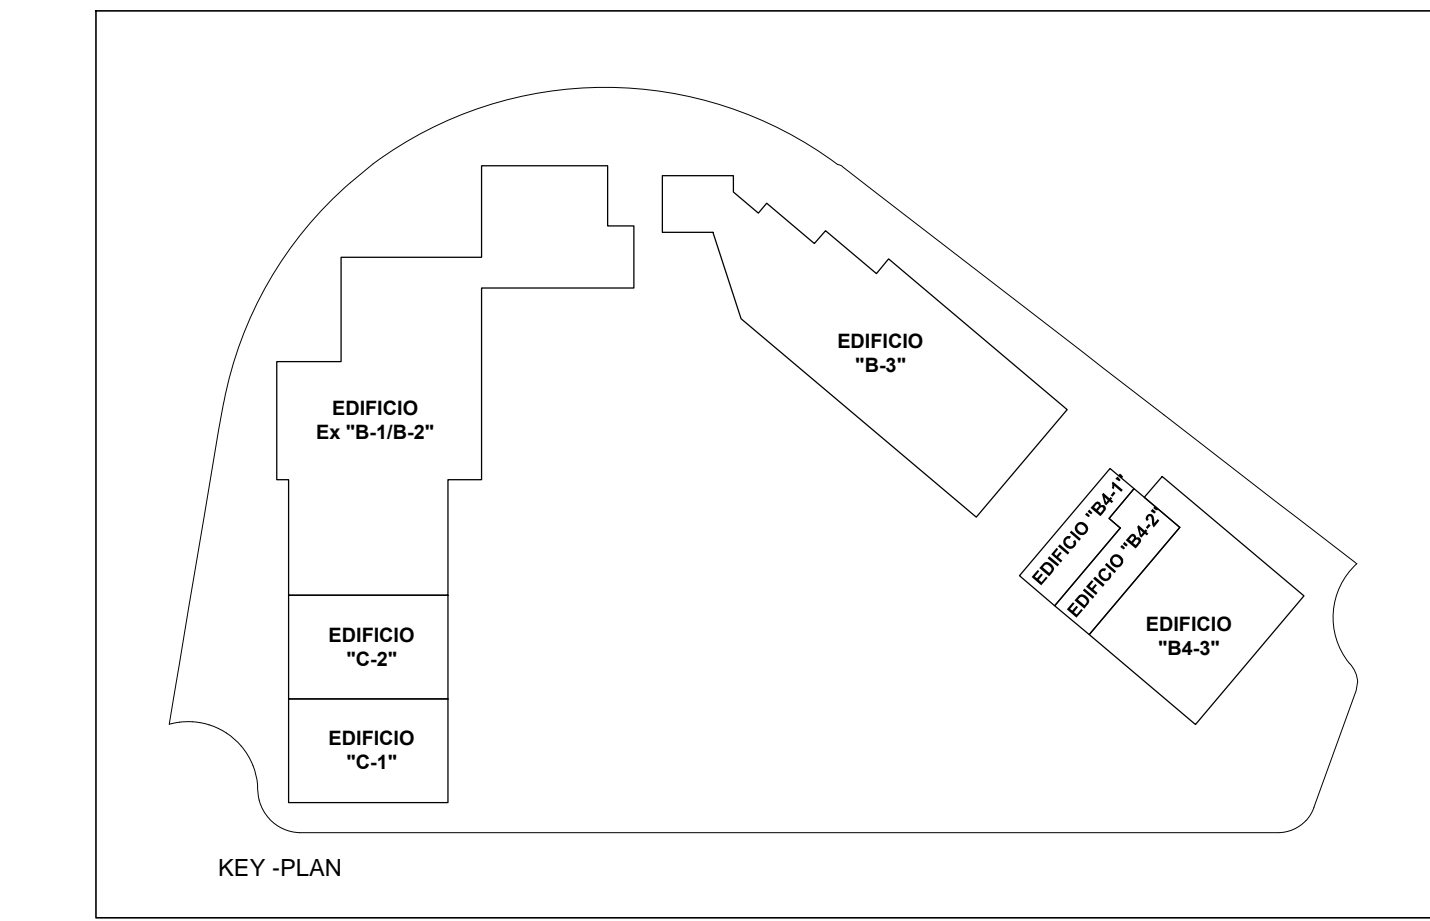 EDIFICIO
"B-3"
EDIFICIO
Ex "B-1/B-2"
EDIFICIO "B4-1"
EDIFICIO "B4-2"
EDIFICIO
"B4-3"
EDIFICIO
"C-2"
EDIFICIO
"C-1"
KEY -PLAN